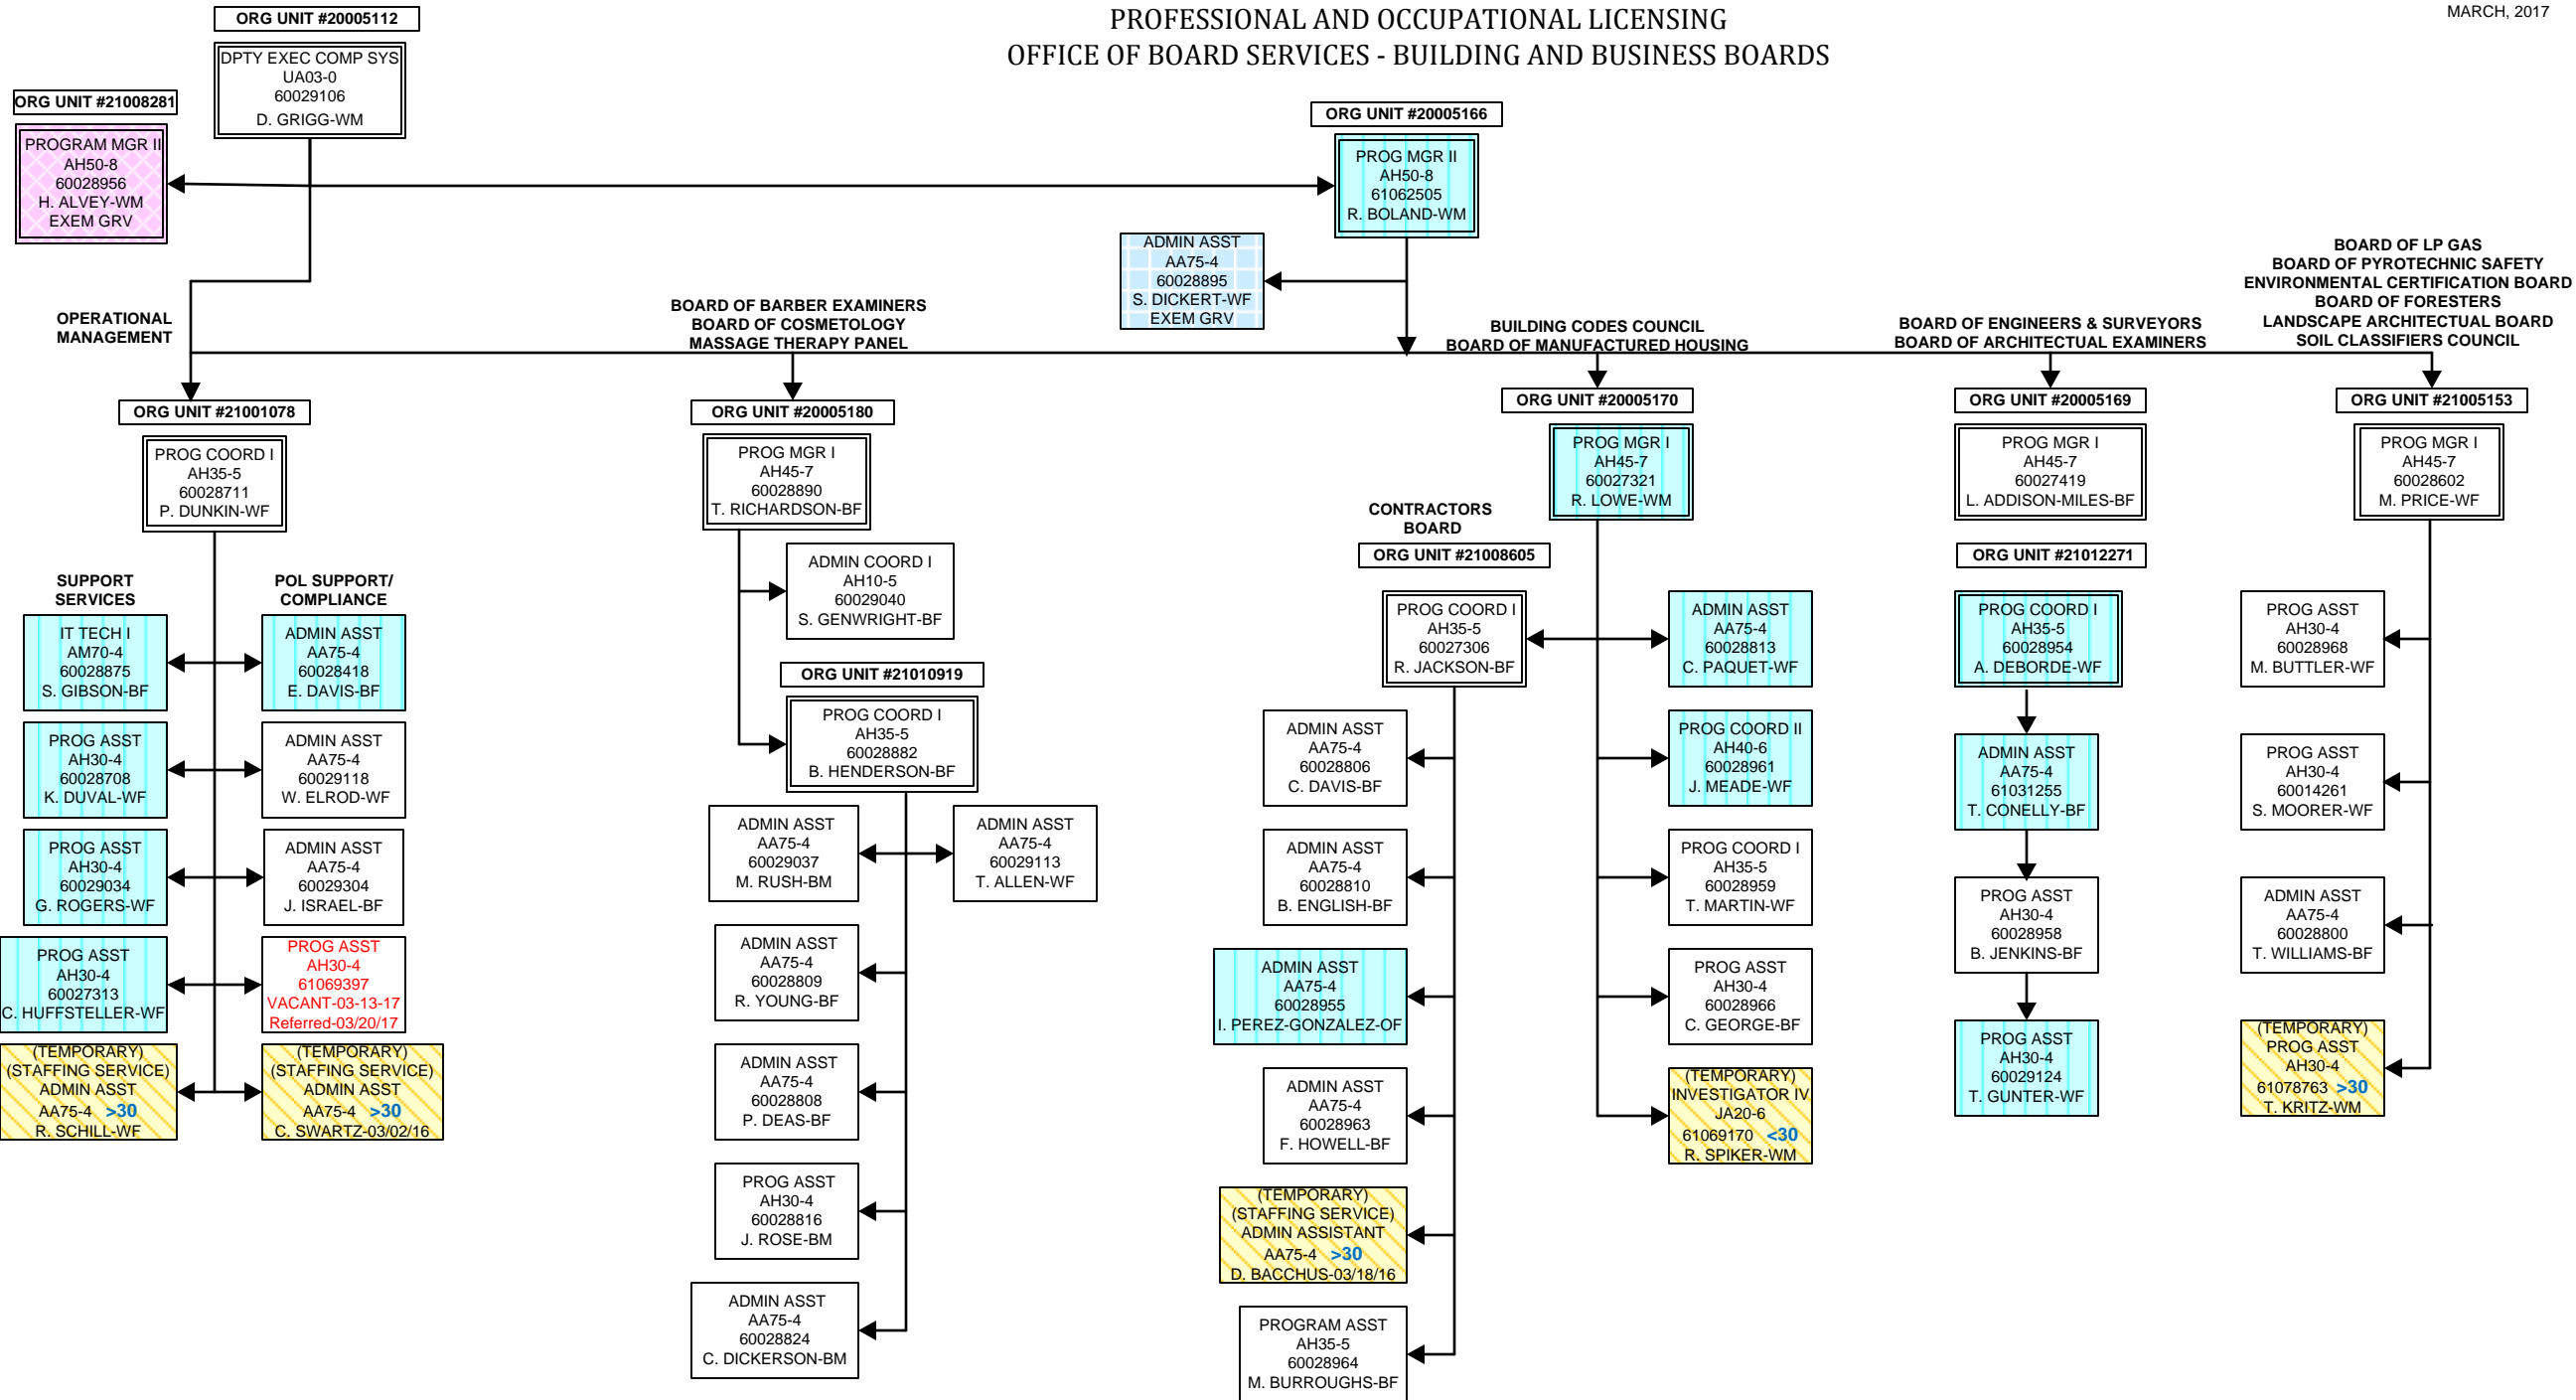 PROFESSIONAL AND OCCUPATIONAL LICENSING
OFFICE OF BOARD SERVICES - BUILDING AND BUSINESS BOARDS
MARCH, 2017
ORG UNIT #20005112
DPTY EXEC COMP SYS
UA03-0
60029106
D. GRIGG-WM
ORG UNIT #21008281
PROGRAM MGR II
AH50-8
60028956
H. ALVEY-WM
EXEM GRV
ORG UNIT #20005166
PROG MGR II
AH50-8
61062505
R. BOLAND-WM
ADMIN ASST
AA75-4
60028895
S. DICKERT-WF
EXEM GRV
OPERATIONAL
MANAGEMENT
BOARD OF BARBER EXAMINERS
BOARD OF COSMETOLOGY
MASSAGE THERAPY PANEL
BUILDING CODES COUNCIL
BOARD OF MANUFACTURED HOUSING
BOARD OF ENGINEERS & SURVEYORS
BOARD OF ARCHITECTUAL EXAMINERS
BOARD OF LP GAS
BOARD OF PYROTECHNIC SAFETY
ENVIRONMENTAL CERTIFICATION BOARD
BOARD OF FORESTERS
LANDSCAPE ARCHITECTUAL BOARD
SOIL CLASSIFIERS COUNCIL
ORG UNIT #21001078
PROG COORD I
AH35-5
60028711
P. DUNKIN-WF
SUPPORT
SERVICES
IT TECH I
AM70-4
60028875
S. GIBSON-BF
PROG ASST
AH30-4
60028708
K. DUVAL-WF
PROG ASST
AH30-4
60029034
G. ROGERS-WF
PROG ASST
AH30-4
60027313
C. HUFFSTELLER-WF
(TEMPORARY)
(STAFFING SERVICE)
ADMIN ASST
AA75-4 >30
R. SCHILL-WF
POL SUPPORT/
COMPLIANCE
ADMIN ASST
AA75-4
60028418
E. DAVIS-BF
ADMIN ASST
AA75-4
60029118
W. ELROD-WF
ADMIN ASST
AA75-4
60029304
J. ISRAEL-BF
PROG ASST
AH30-4
61069397
VACANT-03-13-17
Referred-03/20/17
(TEMPORARY)
(STAFFING SERVICE)
ADMIN ASST
AA75-4 >30
C. SWARTZ-03/02/16
ORG UNIT #20005180
PROG MGR I
AH45-7
60028890
T. RICHARDSON-BF
ADMIN COORD I
AH10-5
60029040
S. GENWRIGHT-BF
ORG UNIT #21010919
PROG COORD I
AH35-5
60028882
B. HENDERSON-BF
ADMIN ASST
AA75-4
60029037
M. RUSH-BM
ADMIN ASST
AA75-4
60029113
T. ALLEN-WF
ADMIN ASST
AA75-4
60028809
R. YOUNG-BF
ADMIN ASST
AA75-4
60028808
P. DEAS-BF
PROG ASST
AH30-4
60028816
J. ROSE-BM
ADMIN ASST
AA75-4
60028824
C. DICKERSON-BM
ORG UNIT #20005170
PROG MGR I
AH45-7
60027321
R. LOWE-WM
CONTRACTORS
BOARD
ORG UNIT #21008605
PROG COORD I
AH35-5
60027306
R. JACKSON-BF
ADMIN ASST
AA75-4
60028806
C. DAVIS-BF
ADMIN ASST
AA75-4
60028810
B. ENGLISH-BF
ADMIN ASST
AA75-4
60028955
I. PEREZ-GONZALEZ-OF
ADMIN ASST
AA75-4
60028963
F. HOWELL-BF
(TEMPORARY)
(STAFFING SERVICE)
ADMIN ASSISTANT
AA75-4 >30
D. BACCHUS-03/18/16
PROGRAM ASST
AH35-5
60028964
M. BURROUGHS-BF
ADMIN ASST
AA75-4
60028813
C. PAQUET-WF
PROG COORD II
AH40-6
60028961
J. MEADE-WF
PROG COORD I
AH35-5
60028959
T. MARTIN-WF
PROG ASST
AH30-4
60028966
C. GEORGE-BF
(TEMPORARY)
INVESTIGATOR IV
JA20-6
61069170 <30
R. SPIKER-WM
ORG UNIT #20005169
PROG MGR I
AH45-7
60027419
L. ADDISON-MILES-BF
ORG UNIT #21012271
PROG COORD I
AH35-5
60028954
A. DEBORDE-WF
ADMIN ASST
AA75-4
61031255
T. CONELLY-BF
PROG ASST
AH30-4
60028958
B. JENKINS-BF
PROG ASST
AH30-4
60029124
T. GUNTER-WF
ORG UNIT #21005153
PROG MGR I
AH45-7
60028602
M. PRICE-WF
PROG ASST
AH30-4
60028968
M. BUTTLER-WF
PROG ASST
AH30-4
60014261
S. MOORER-WF
ADMIN ASST
AA75-4
60028800
T. WILLIAMS-BF
(TEMPORARY)
PROG ASST
AH30-4
61078763 >30
T. KRITZ-WM